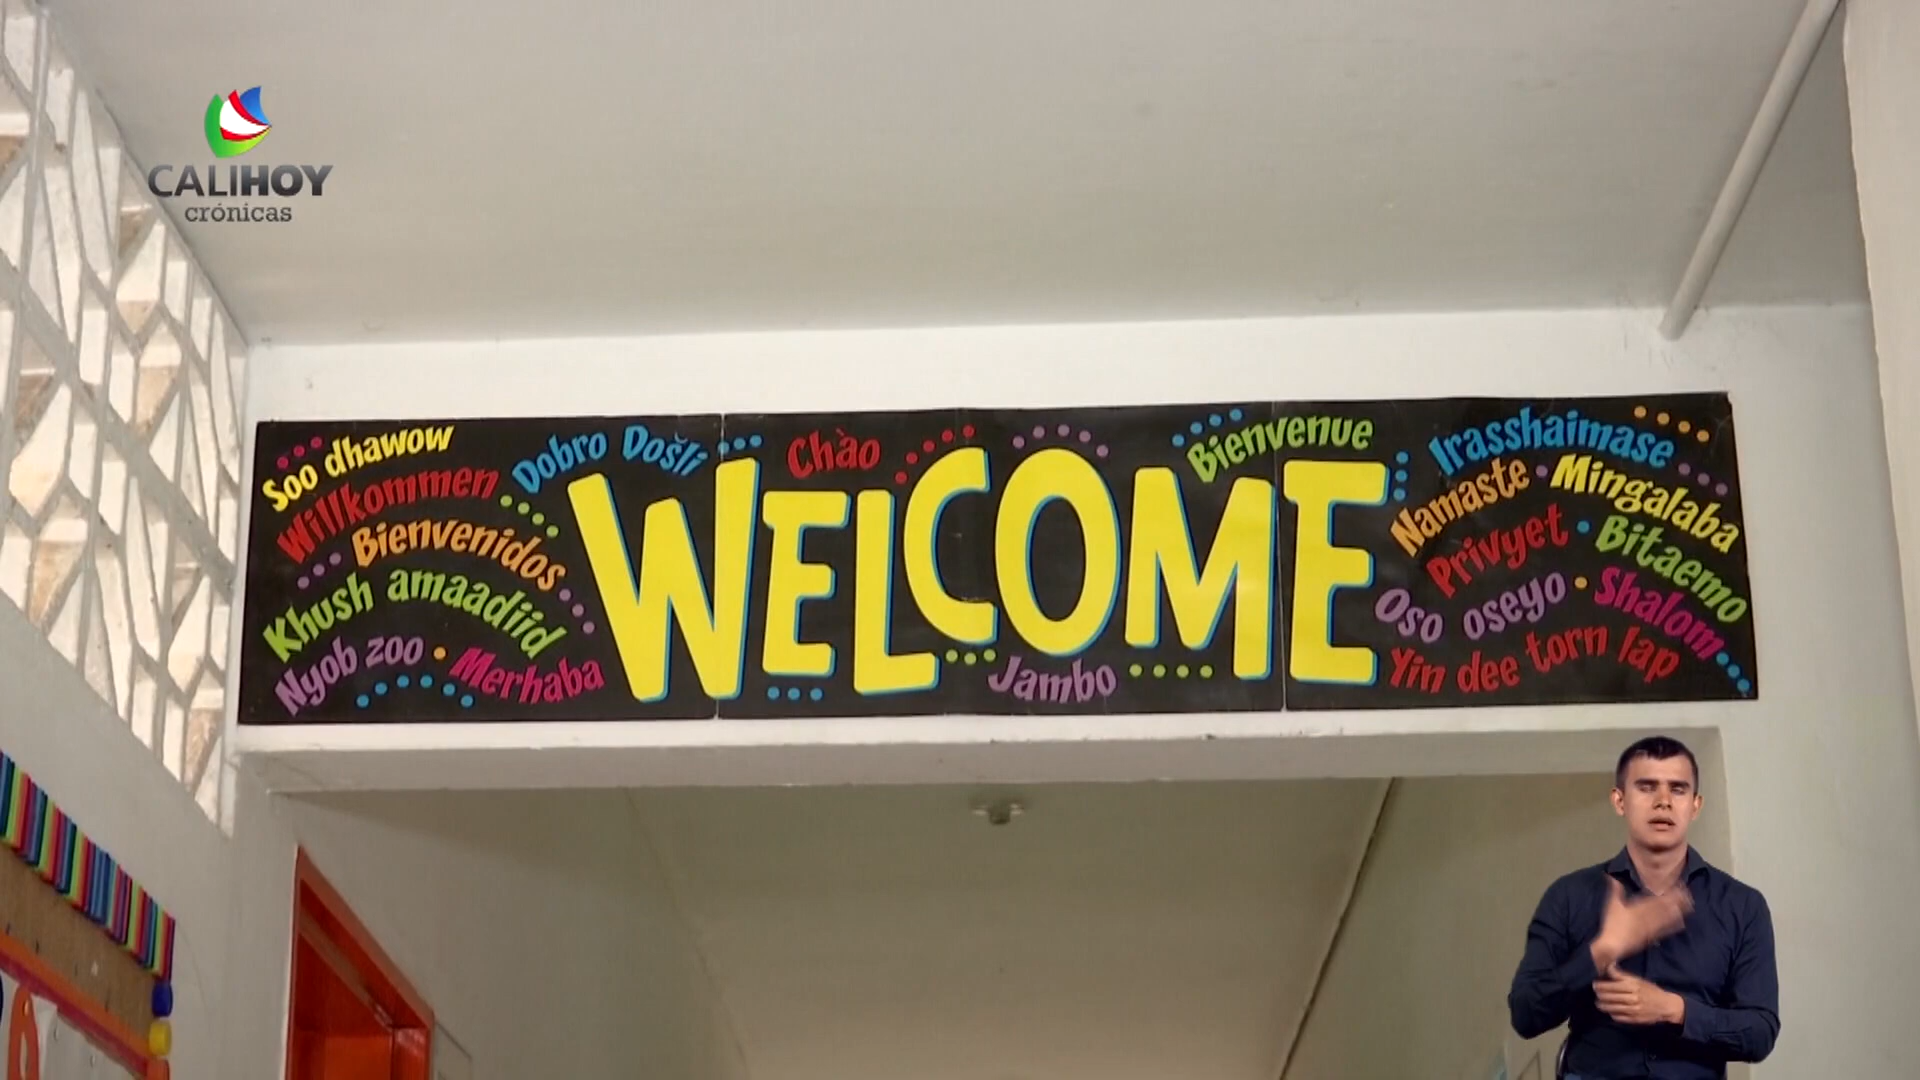 CALIHOY
crónicas
Soo dhawow
Willkommen
Dobro Došli
Bienvenidos
Khush amaadiid
Nyob zoo • Merhaba
Chào
WELCOME
Jambo
Bienvenue
Irasshaimase
Namaste • Mingalaba
Privyet • Bitaemo
Oso oseyo • Shalom
Yin dee torn lap